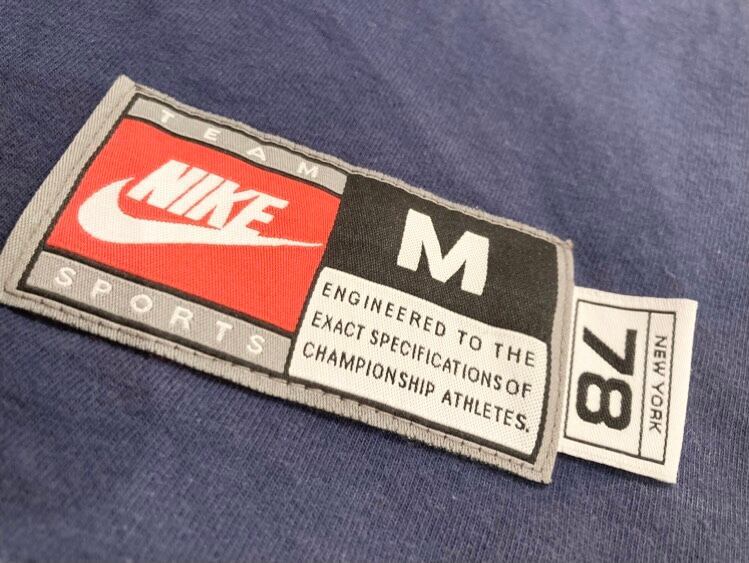 TEAM
NIKE
SPORTS
M
ENGINEERED TO THE
EXACT SPECIFICATIONS OF
CHAMPIONSHIP ATHLETES.
NEW YORK
78